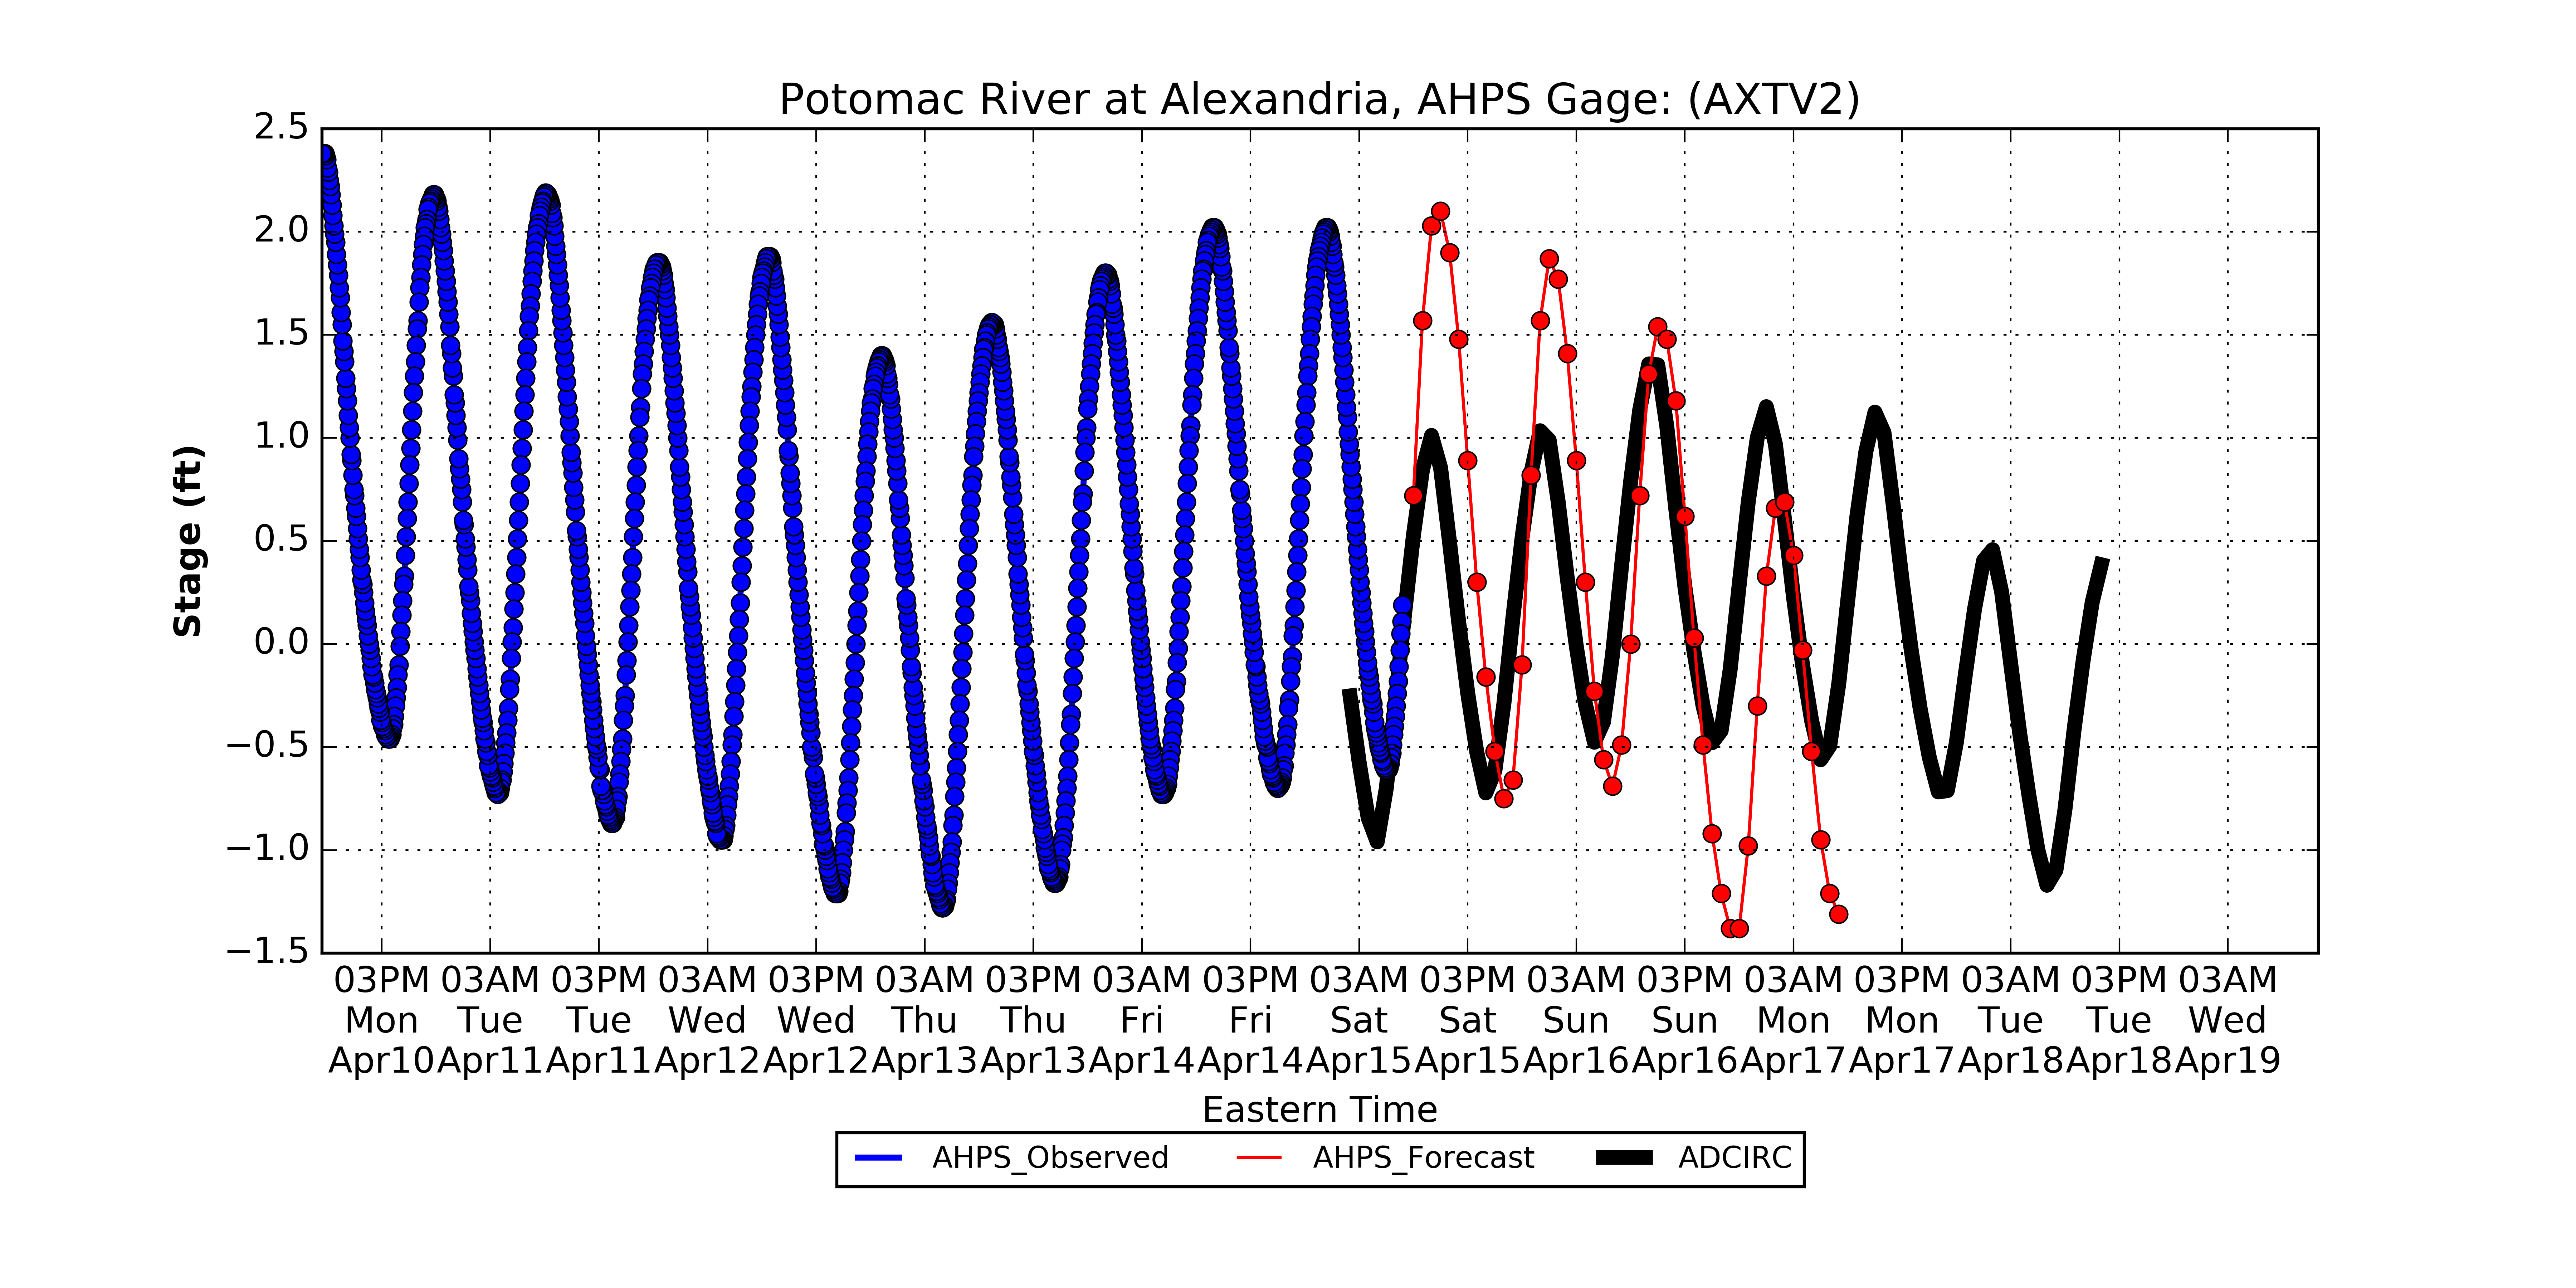 Potomac River at Alexandria, AHPS Gage: (AXTV2)
2.5
2.0
1.5
1.0
0.5
0.0
−0.5
−1.0
−1.5
Stage (ft)
03PM 03AM 03PM 03AM 03PM 03AM 03PM 03AM 03PM 03AM 03PM 03AM 03PM 03AM 03PM 03AM 03PM 03AM
Mon Tue Tue Wed Wed Thu Thu Fri Fri Sat Sat Sun Sun Mon Mon Tue Tue Wed
Apr10 Apr11 Apr11 Apr12 Apr12 Apr13 Apr13 Apr14 Apr14 Apr15 Apr15 Apr16 Apr16 Apr17 Apr17 Apr18 Apr18 Apr19
Eastern Time
AHPS_Observed AHPS_Forecast ADCIRC